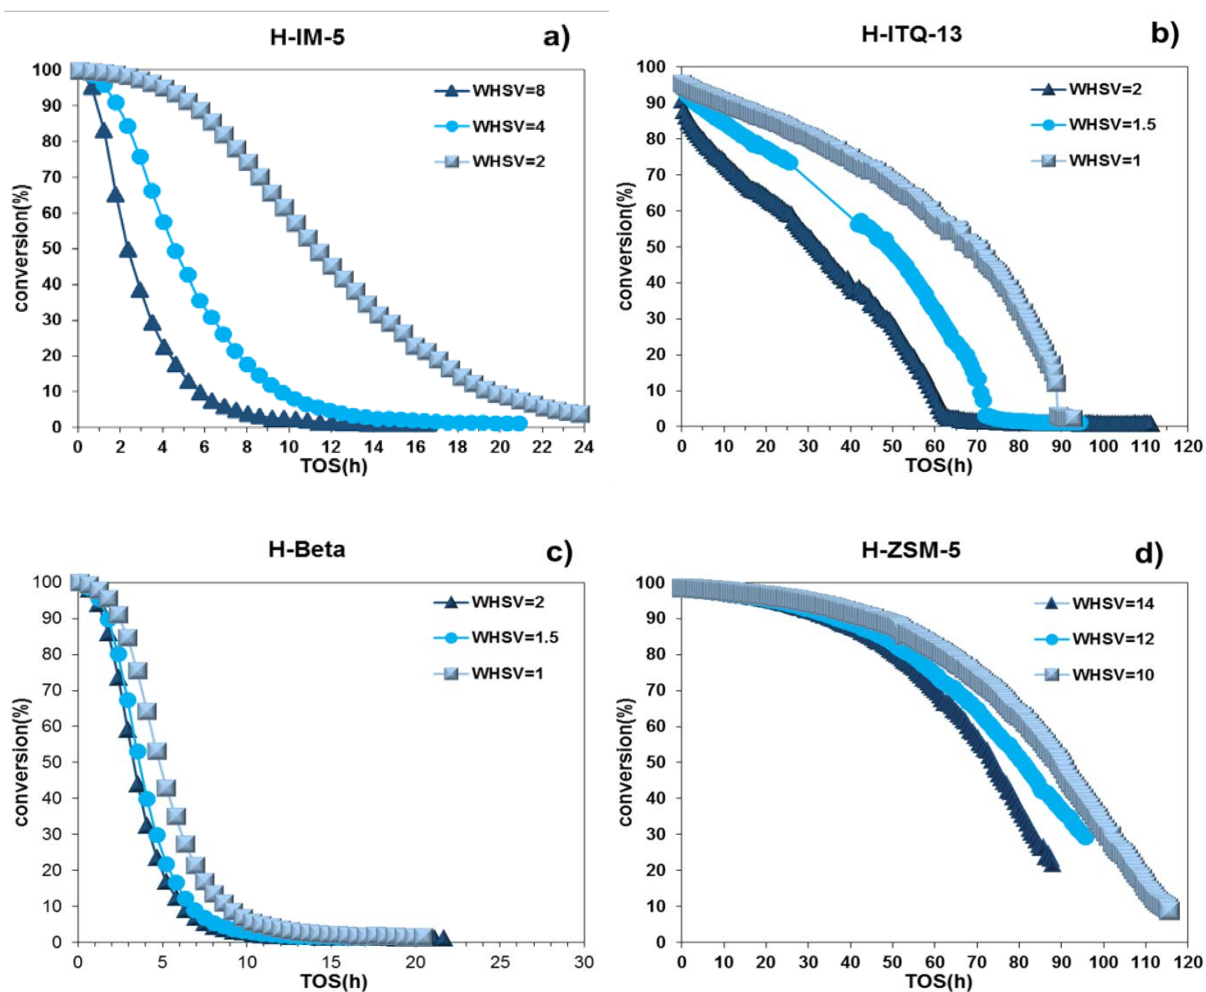 H-IM-5
a)
WHSV=8
WHSV=4
WHSV=2
conversion(%)
100
90
80
70
60
50
40
30
20
10
0
0 2 4 6 8 10 12 14 16 18 20 22 24
TOS(h)
H-ITQ-13
b)
WHSV=2
WHSV=1.5
WHSV=1
conversion(%)
100
90
80
70
60
50
40
30
20
10
0
0 10 20 30 40 50 60 70 80 90 100 110 120
TOS(h)
H-Beta
c)
WHSV=2
WHSV=1.5
WHSV=1
conversion(%)
100
90
80
70
60
50
40
30
20
10
0
0 5 10 15 20 25 30
TOS(h)
H-ZSM-5
d)
WHSV=14
WHSV=12
WHSV=10
conversion(%)
100
90
80
70
60
50
40
30
20
10
0
0 10 20 30 40 50 60 70 80 90 100 110 120
TOS(h)